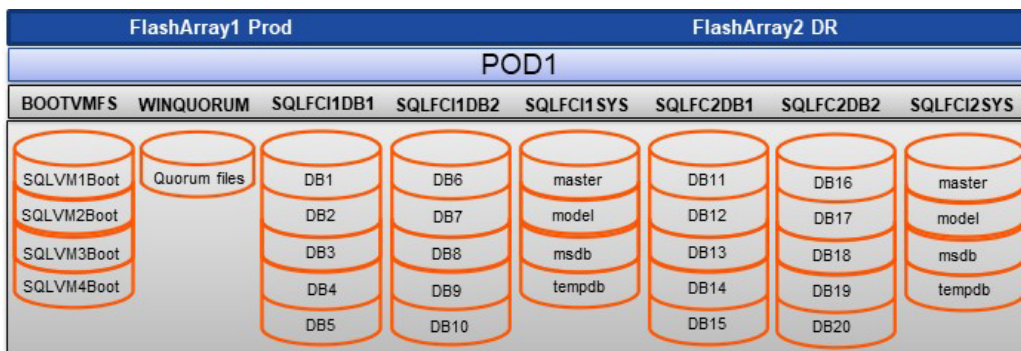 FlashArray1 Prod FlashArray2 DR
POD1
BOOTVMFS WINQUORUM SQLFCI1DB1 SQLFCI1DB2 SQLFCI1SYS SQLFC2DB1 SQLFC2DB2 SQLFCI2SYS
SQLVM1Boot Quorum files DB1 DB6 master DB11 DB16 master
SQLVM2Boot DB2 DB7 model DB12 DB17 model
SQLVM3Boot DB3 DB8 msdb DB13 DB18 msdb
SQLVM4Boot DB4 DB9 tempdb DB14 DB19 tempdb
DB5 DB10 DB15 DB20